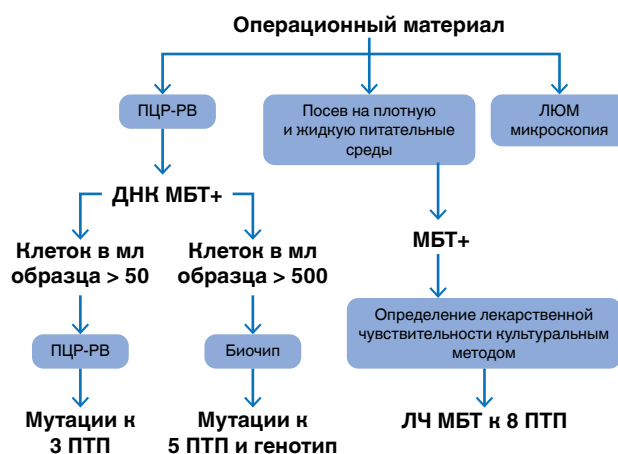 Операционный материал
ПЦР-РВ
Посев на плотную
и жидкую питательные
среды
ЛЮМ
микроскопия
ДНК МБТ+
Клеток в мл
образца > 50
Клеток в мл
образца > 500
МБТ+
ПЦР-РВ
Биочип
Определение лекарственной
чувствительности культуральным
методом
Мутации к
3 ПТП
Мутации к
5 ПТП и генотип
ЛЧ МБТ к 8 ПТП